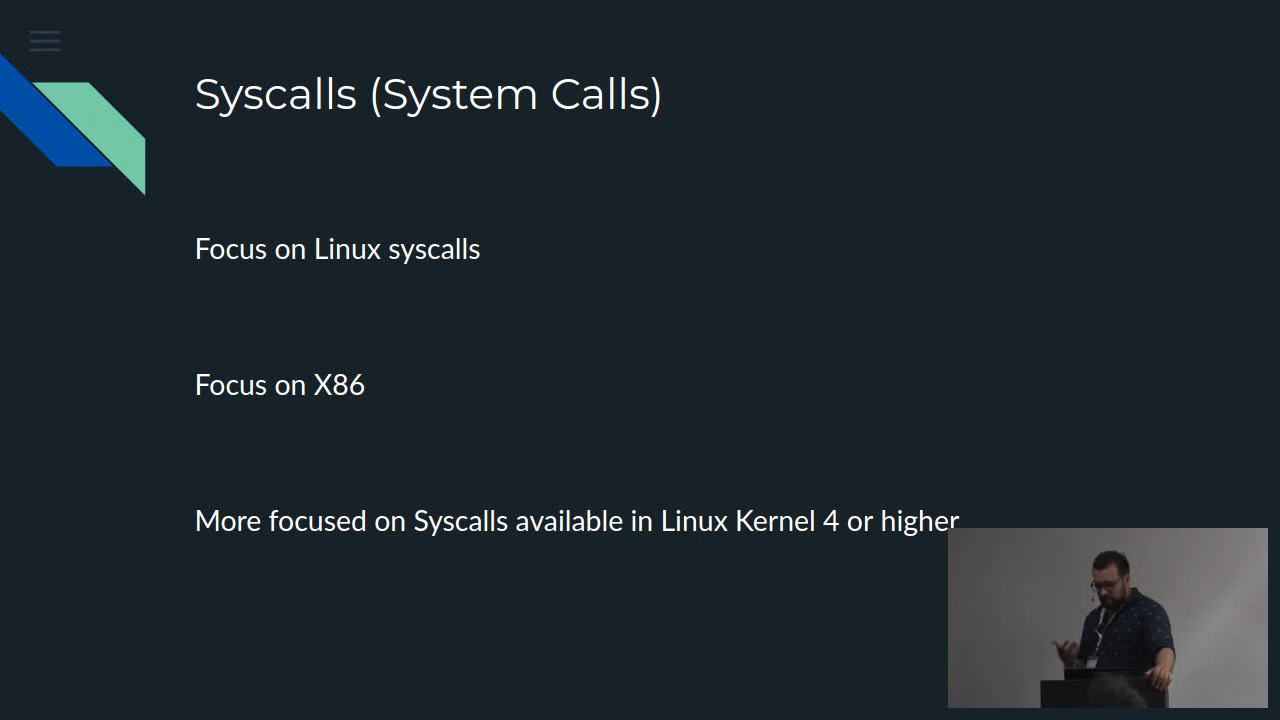 Syscalls (System Calls)
Focus on Linux syscalls
Focus on X86
More focused on Syscalls available in Linux Kernel 4 or higher